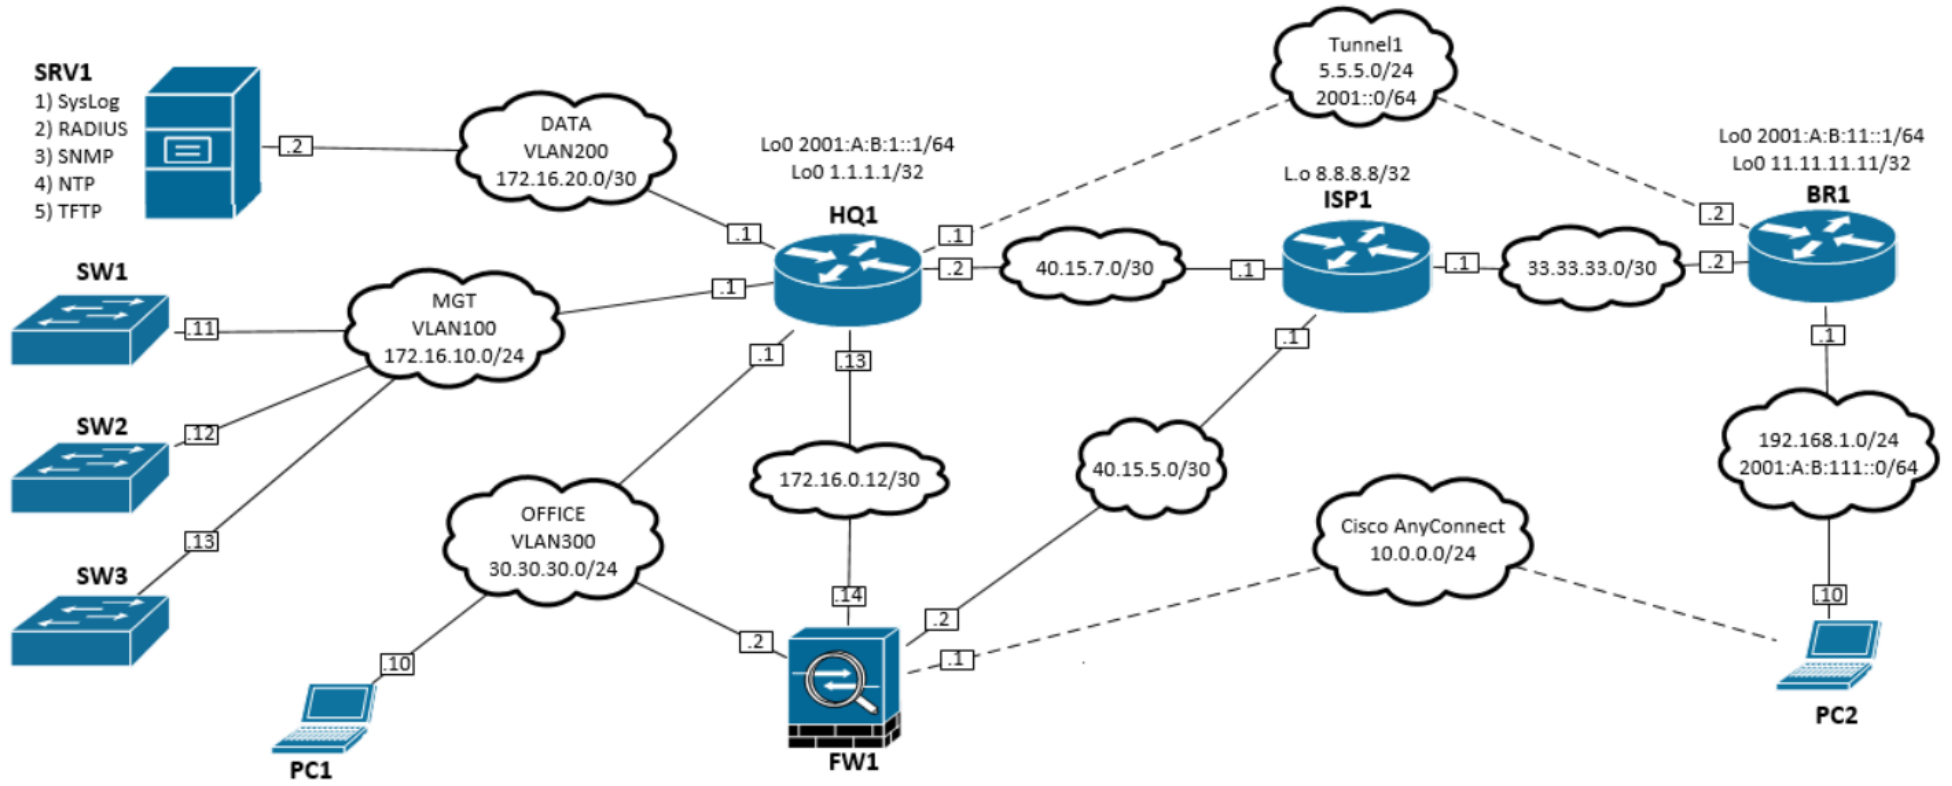 SRV1
1) SysLog
2) RADIUS
3) SNMP
4) NTP
5) TFTP
.2
DATA
VLAN200
172.16.20.0/30
.1
Lo0 2001:A:B:1::1/64
Lo0 1.1.1.1/32
HQ1
Tunnel1
5.5.5.0/24
2001::0/64
.1
.2
40.15.7.0/30
.1
L.o 8.8.8.8/32
ISP1
.1
33.33.33.0/30
.2
.2
Lo0 2001:A:B:11::1/64
Lo0 11.11.11.11/32
BR1
SW1
.11
MGT
VLAN100
172.16.10.0/24
.1
SW2
.12
SW3
.13
.1
.13
OFFICE
VLAN300
30.30.30.0/24
172.16.0.12/30
.14
.1
40.15.5.0/30
.2
.2
.1
Cisco AnyConnect
10.0.0.0/24
.1
192.168.1.0/24
2001:A:B:111::0/64
.10
PC2
.10
PC1
FW1